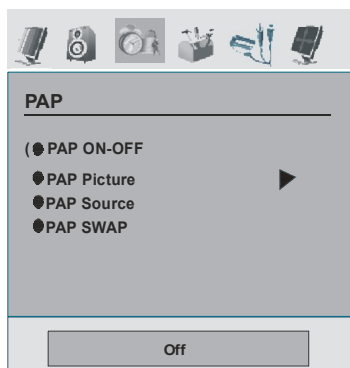 PAP
( ● PAP ON-OFF
● PAP Picture
● PAP Source
● PAP SWAP
Off